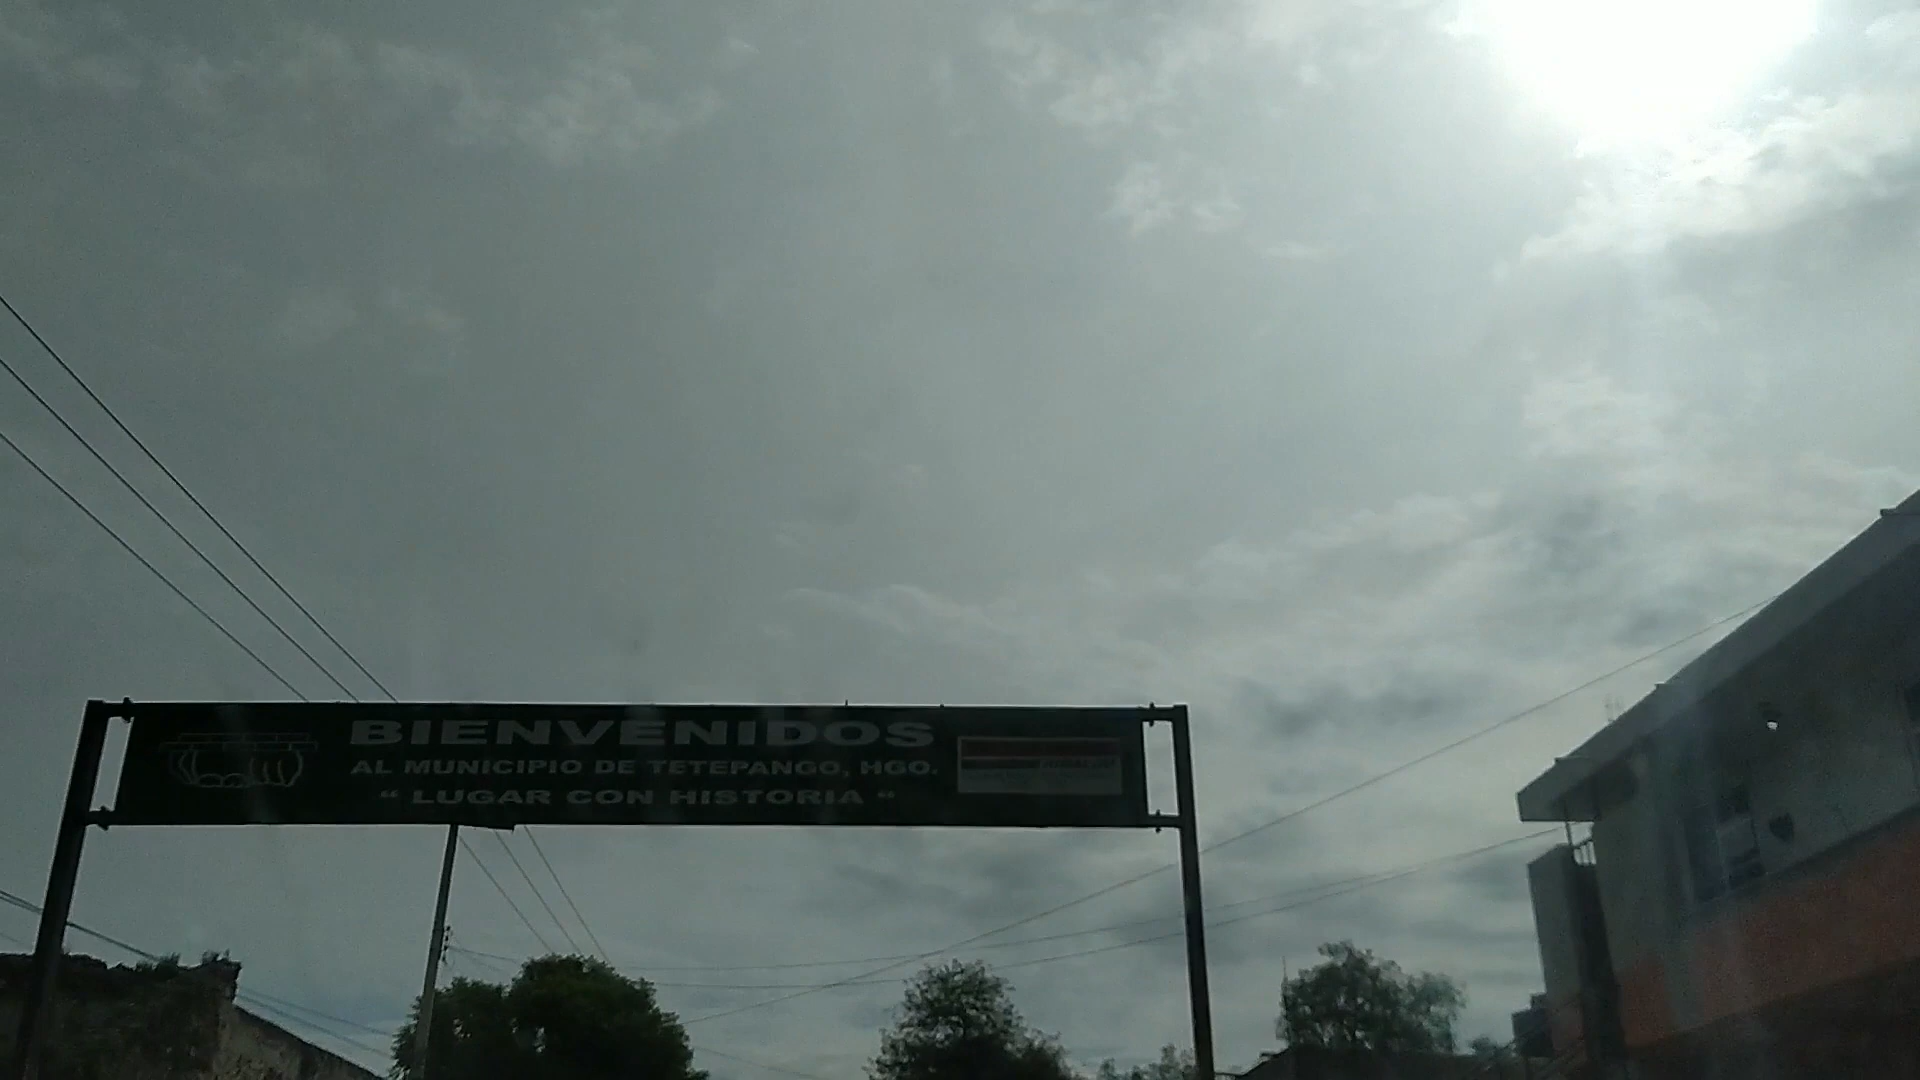 BIENVENIDOS
AL MUNICIPIO DE TETEPANGO, HGO.
“ LUGAR CON HISTORIA “